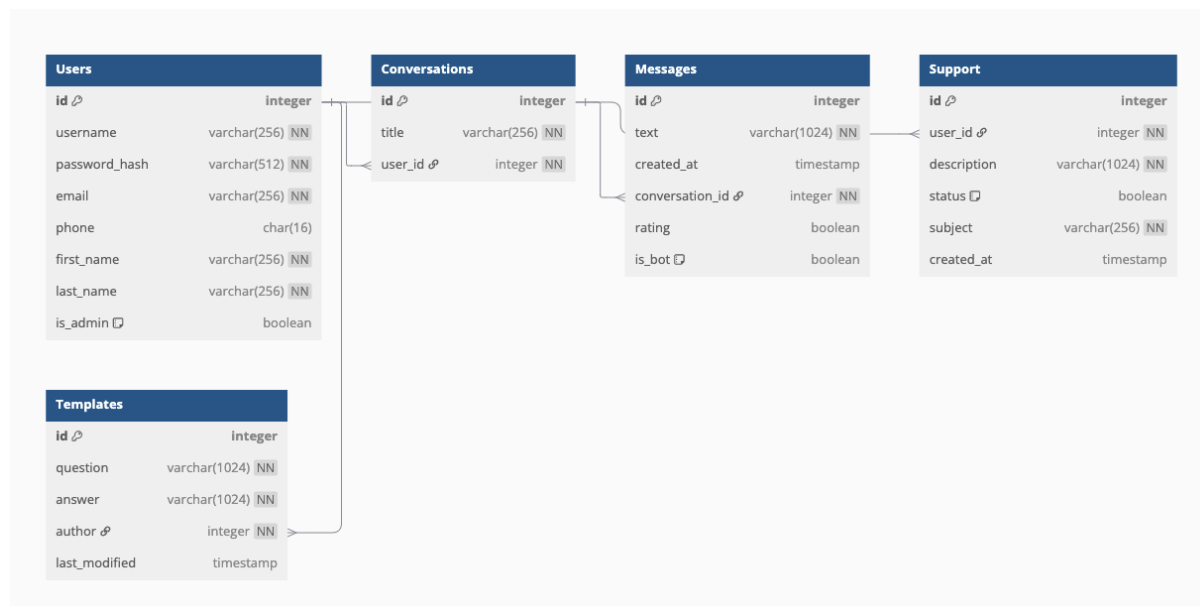 Users
id integer
username varchar(256) NN
password_hash varchar(512) NN
email varchar(256) NN
phone char(16)
first_name varchar(256) NN
last_name varchar(256) NN
is_admin boolean
Conversations
id integer
title varchar(256) NN
user_id integer NN
Messages
id integer
text varchar(1024) NN
created_at timestamp
conversation_id integer NN
rating boolean
is_bot boolean
Support
id integer
user_id integer NN
description varchar(1024) NN
status boolean
subject varchar(256) NN
created_at timestamp
Templates
id integer
question varchar(1024) NN
answer varchar(1024) NN
author integer NN
last_modified timestamp